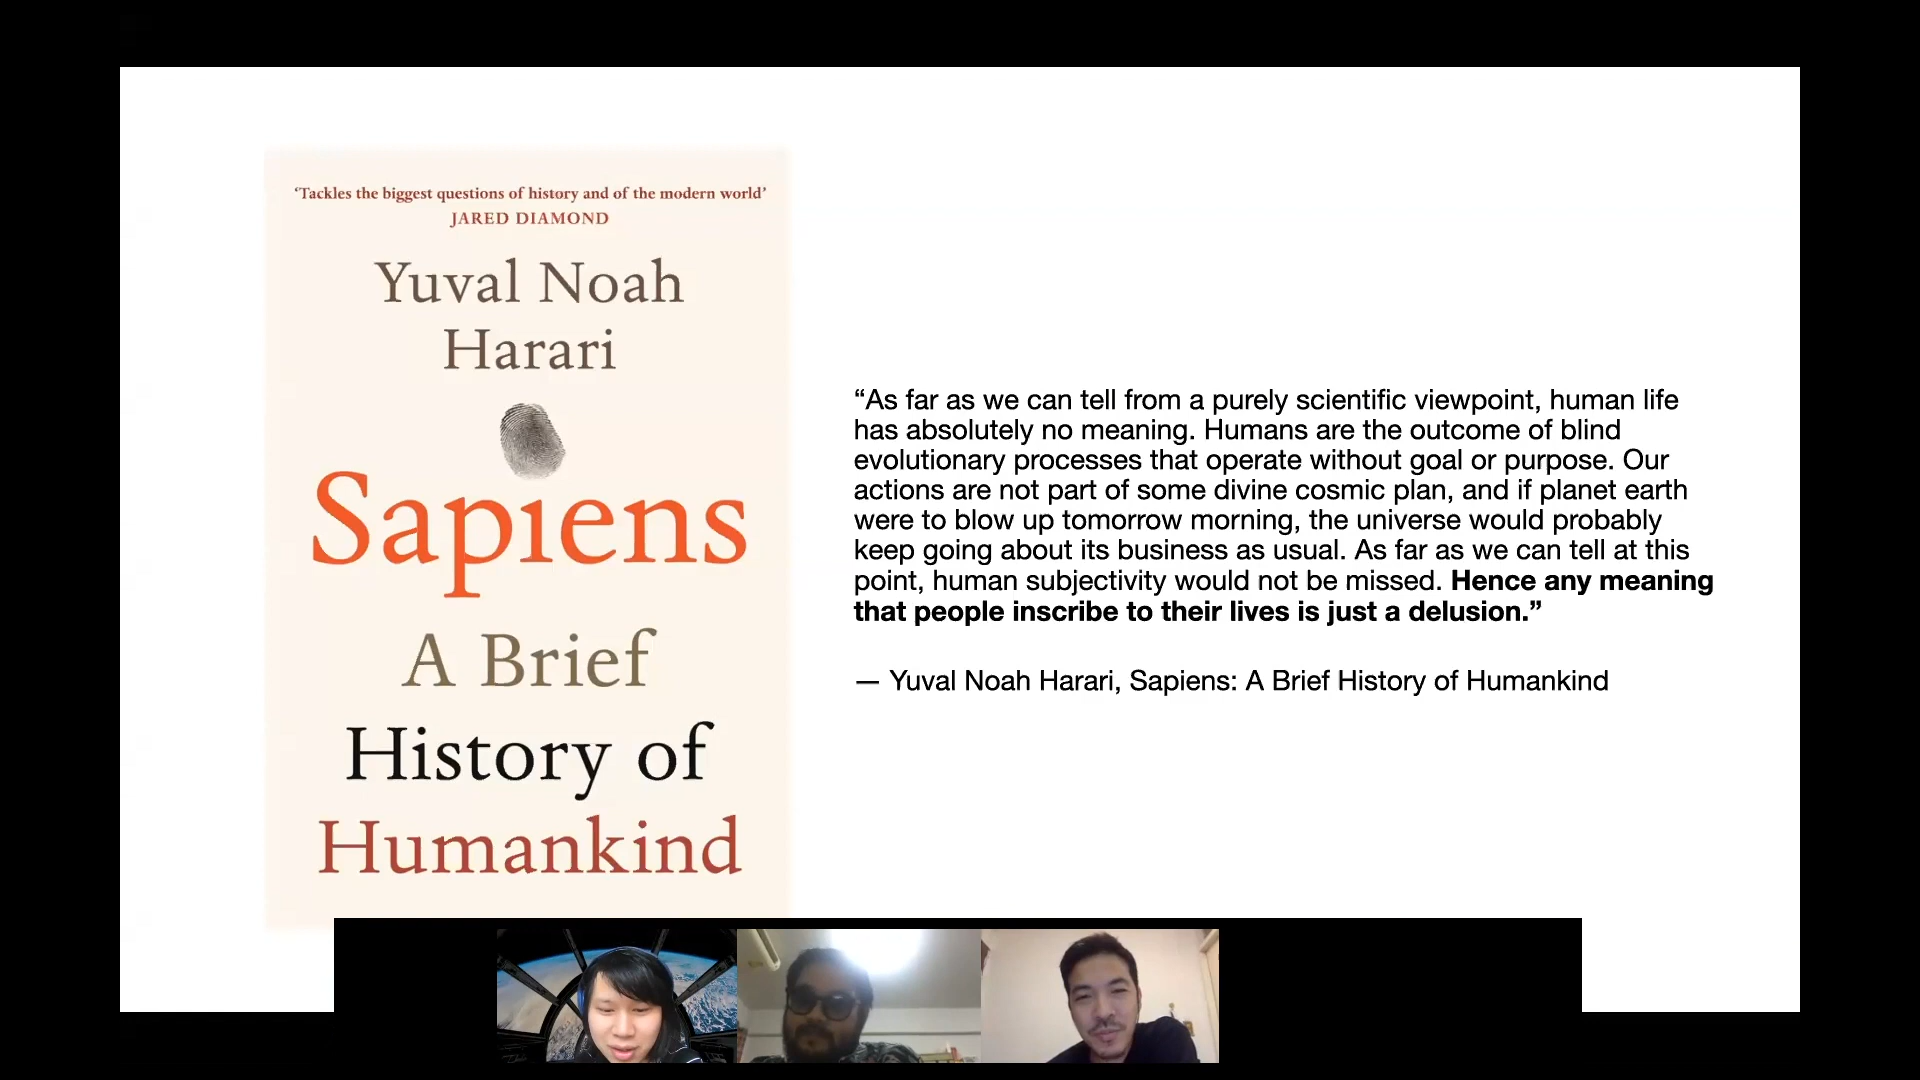 ‘Tackles the biggest questions of history and of the modern world’
JARED DIAMOND
Yuval Noah
Harari
Sapiens
A Brief
History of
Humankind
“As far as we can tell from a purely scientific viewpoint, human life
has absolutely no meaning. Humans are the outcome of blind
evolutionary processes that operate without goal or purpose. Our
actions are not part of some divine cosmic plan, and if planet earth
were to blow up tomorrow morning, the universe would probably
keep going about its business as usual. As far as we can tell at this
point, human subjectivity would not be missed. Hence any meaning
that people inscribe to their lives is just a delusion.”
— Yuval Noah Harari, Sapiens: A Brief History of Humankind